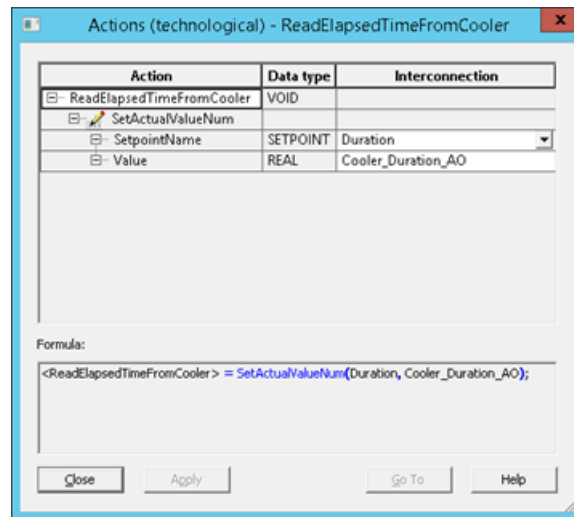 Actions (technological) - ReadElapsedTimeFromCooler
x
Action Data type Interconnection
ReadElapsedTimeFromCooler VOID
SetActualValueNum
SetpointName SETPOINT Duration
Value REAL Cooler_Duration_AO
Formula:
<ReadElapsedTimeFromCooler> = SetActualValueNum(Duration, Cooler_Duration_AO);
Close Apply Go To Help